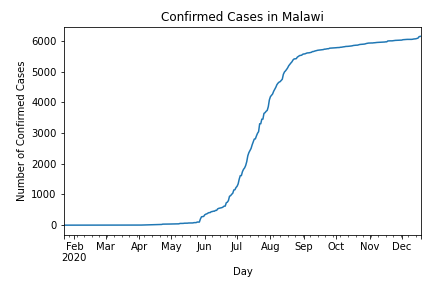 Confirmed Cases in Malawi
Number of Confirmed Cases
6000
5000
4000
3000
2000
1000
0
Feb Mar Apr May Jun Jul Aug Sep Oct Nov Dec
2020
Day